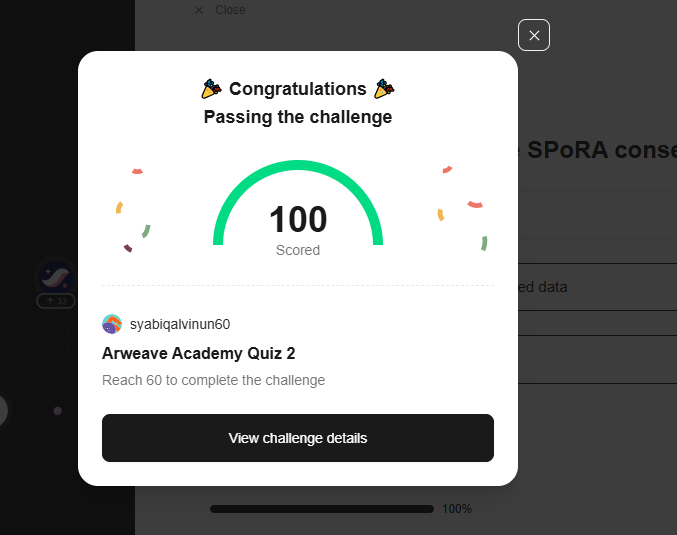 Close
Congratulations
Passing the challenge
SPoRA conse
100
Scored
ed data
32
syabiqalvinun60
Arweave Academy Quiz 2
Reach 60 to complete the challenge
View challenge details
100%